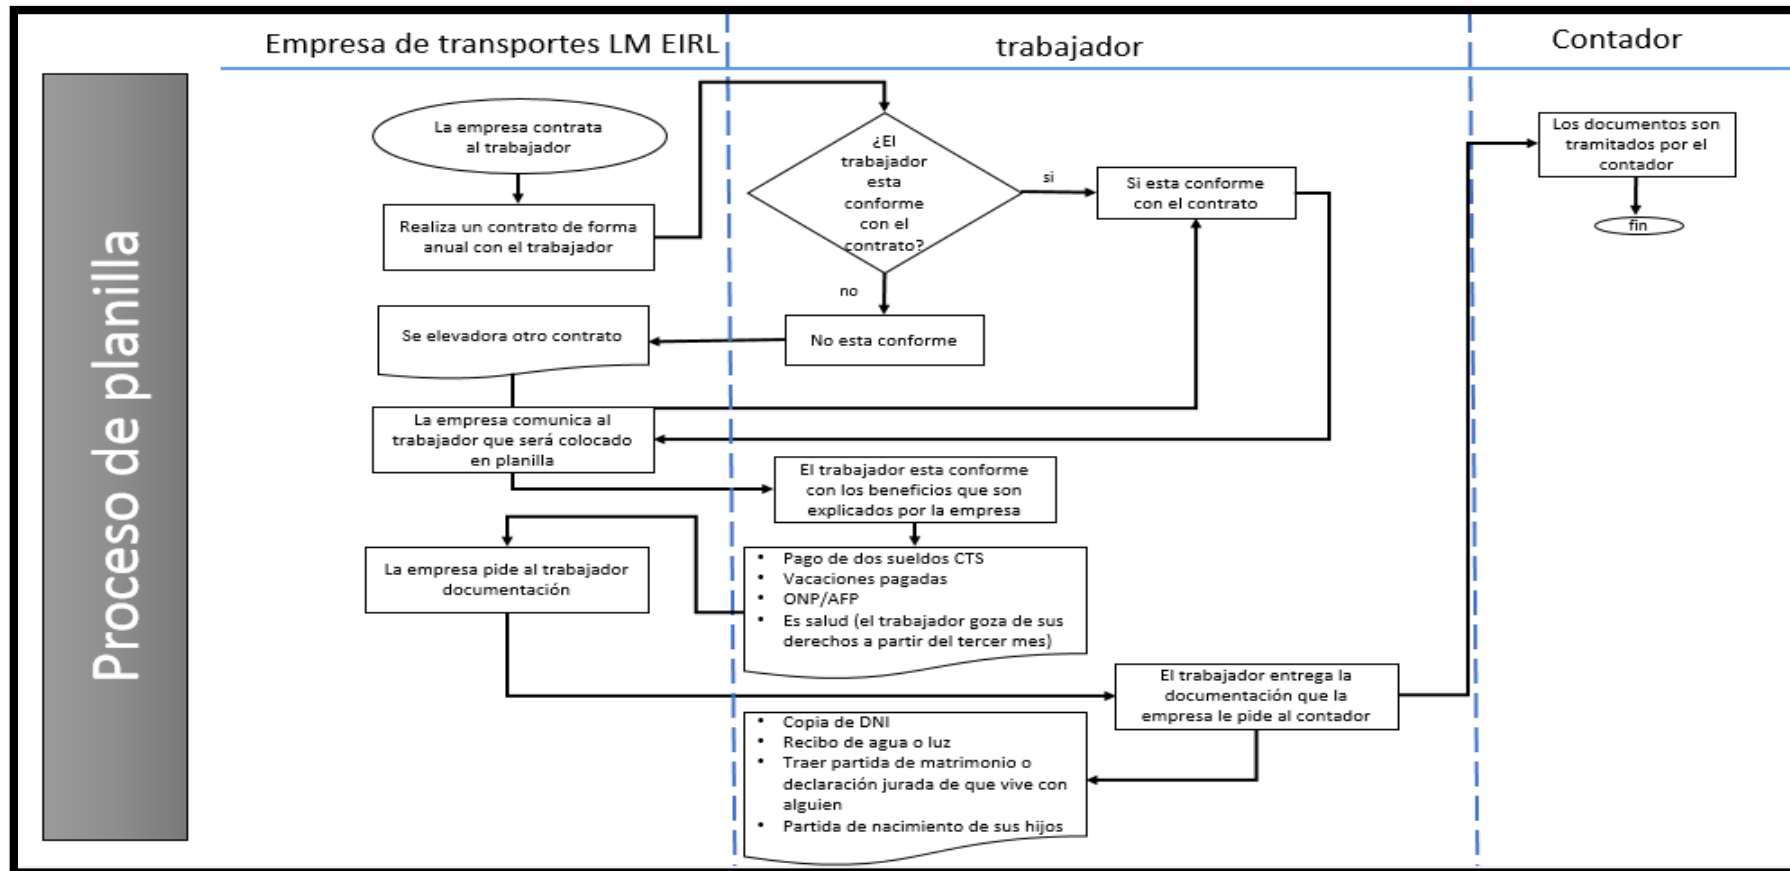 Proceso de planilla
Empresa de transportes LM EIRL
trabajador
Contador
La empresa contrata
al trabajador
Realiza un contrato de forma
anual con el trabajador
¿El
trabajador
esta
conforme
con el
contrato?
si
Si esta conforme
con el contrato
no
No esta conforme
Se elevadora otro contrato
La empresa comunica al
trabajador que será colocado
en planilla
El trabajador esta conforme
con los beneficios que son
explicados por la empresa
• Pago de dos sueldos CTS
• Vacaciones pagadas
• ONP/AFP
• Es salud (el trabajador goza de sus
derechos a partir del tercer mes)
La empresa pide al trabajador
documentación
El trabajador entrega la
documentación que la
empresa le pide al contador
• Copia de DNI
• Recibo de agua o luz
• Traer partida de matrimonio o
declaración jurada de que vive con
alguien
• Partida de nacimiento de sus hijos
Los documentos son
tramitados por el
contador
fin